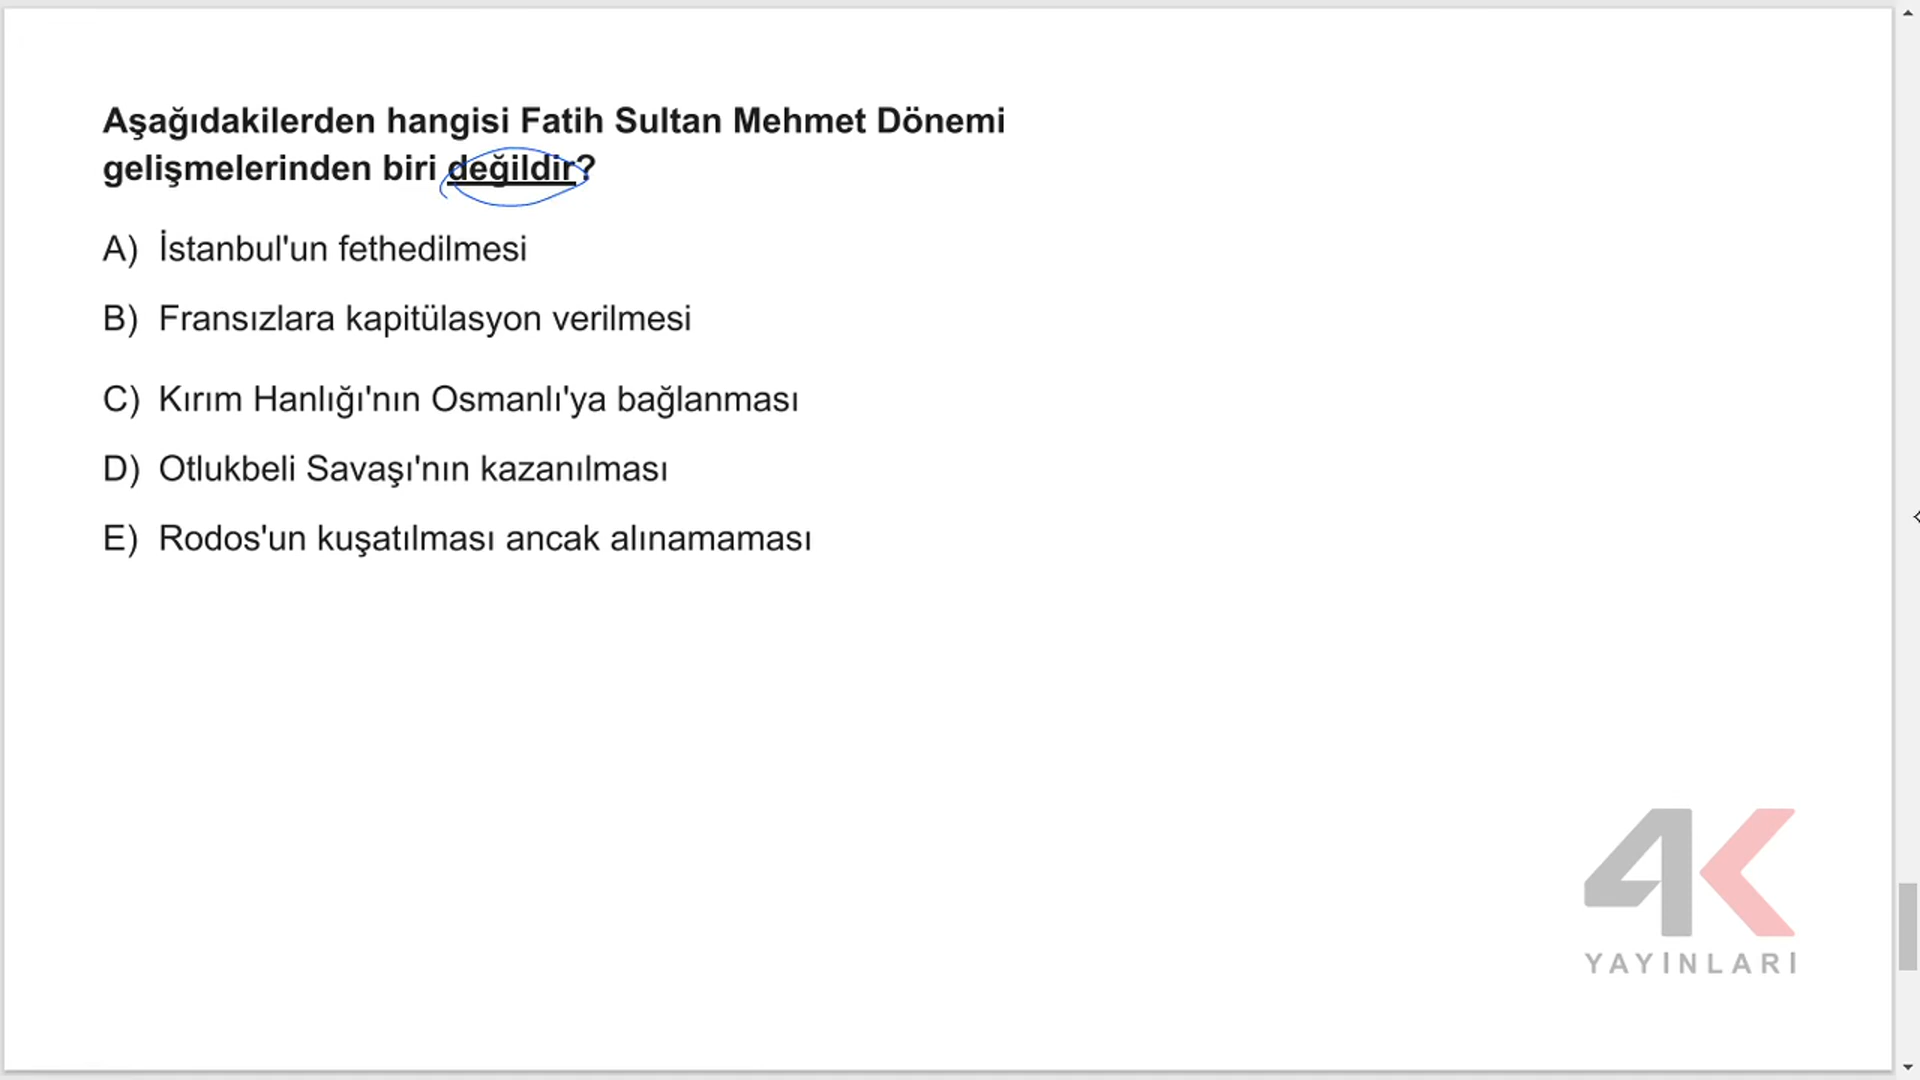 Aşağıdakilerden hangisi Fatih Sultan Mehmet Dönemi
gelişmelerinden biri değildir?
A) İstanbul'un fethedilmesi
B) Fransızlara kapitülasyon verilmesi
C) Kırım Hanlığı'nın Osmanlı'ya bağlanması
D) Otlukbeli Savaşı'nın kazanılması
E) Rodos'un kuşatılması ancak alınamaması
4K
YAYINLARI